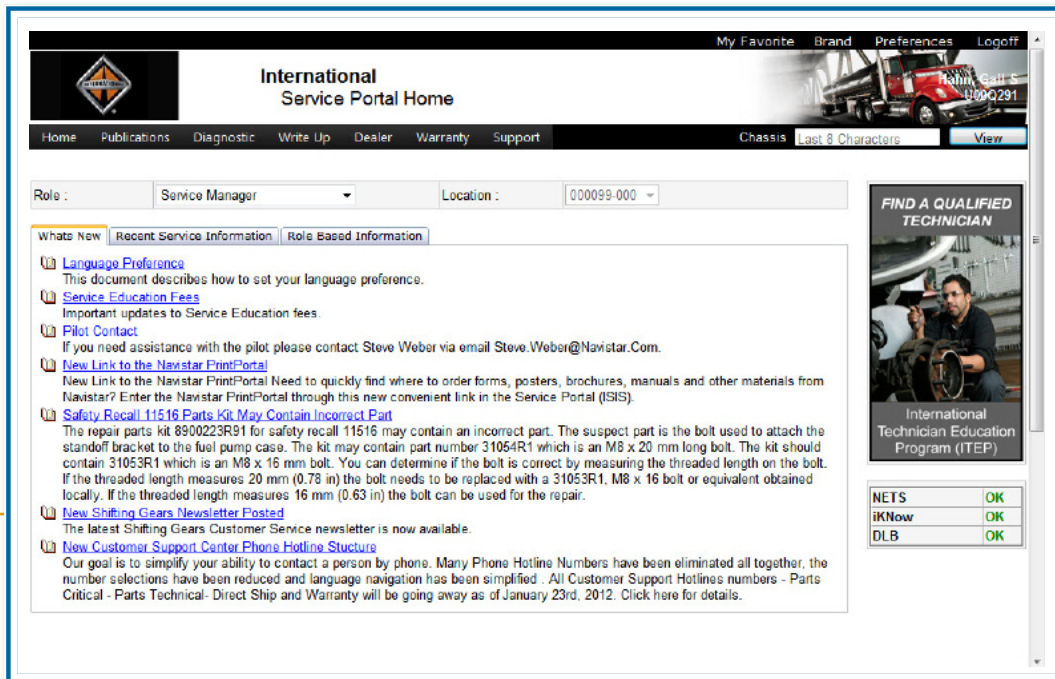 My Favorite Brand Preferences Logoff
INTERNATIONAL
International
Service Portal Home
Hahn, Gail S
U09Q291
Home Publications Diagnostic Write Up Dealer Warranty Support Chassis Last 8 Characters View
Role : Service Manager Location : 000099-000
Whats New Recent Service Information Role Based Information
Language Preference
This document describes how to set your language preference.
Service Education Fees
Important updates to Service Education fees.
Pilot Contact
If you need assistance with the pilot please contact Steve Weber via email Steve.Weber@Navistar.Com.
New Link to the Navistar PrintPortal
New Link to the Navistar PrintPortal Need to quickly find where to order forms, posters, brochures, manuals and other materials from
Navistar? Enter the Navistar PrintPortal through this new convenient link in the Service Portal (ISIS).
Safety Recall 11516 Parts Kit May Contain Incorrect Part
The repair parts kit 8900223R91 for safety recall 11516 may contain an incorrect part. The suspect part is the bolt used to attach the
standoff bracket to the fuel pump case. The kit may contain part number 31054R1 which is an M8 x 20 mm long bolt. The kit should
contain 31053R1 which is an M8 x 16 mm bolt. You can determine if the bolt is correct by measuring the threaded length on the bolt.
If the threaded length measures 20 mm (0.78 in) the bolt needs to be replaced with a 31053R1, M8 x 16 bolt or equivalent obtained
locally. If the threaded length measures 16 mm (0.63 in) the bolt can be used for the repair.
New Shifting Gears Newsletter Posted
The latest Shifting Gears Customer Service newsletter is now available.
New Customer Support Center Phone Hotline Stucture
Our goal is to simplify your ability to contact a person by phone. Many Phone Hotline Numbers have been eliminated all together, the
number selections have been reduced and language navigation has been simplified . All Customer Support Hotlines numbers - Parts
Critical - Parts Technical- Direct Ship and Warranty will be going away as of January 23rd, 2012. Click here for details.
FIND A QUALIFIED
TECHNICIAN
International
Technician Education
Program (ITEP)
NETS OK
iKNow OK
DLB OK